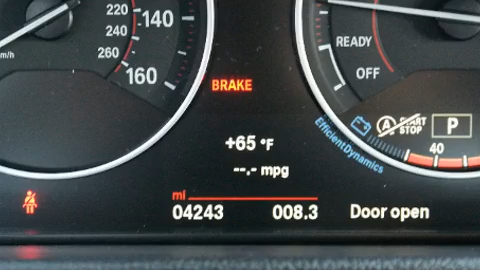 220
240
260
km/h
140
160
BRAKE
READY
OFF
START
STOP
A
P
EfficientDynamics
40
+65 °F
--.- mpg
mi
04243 008.3 Door open